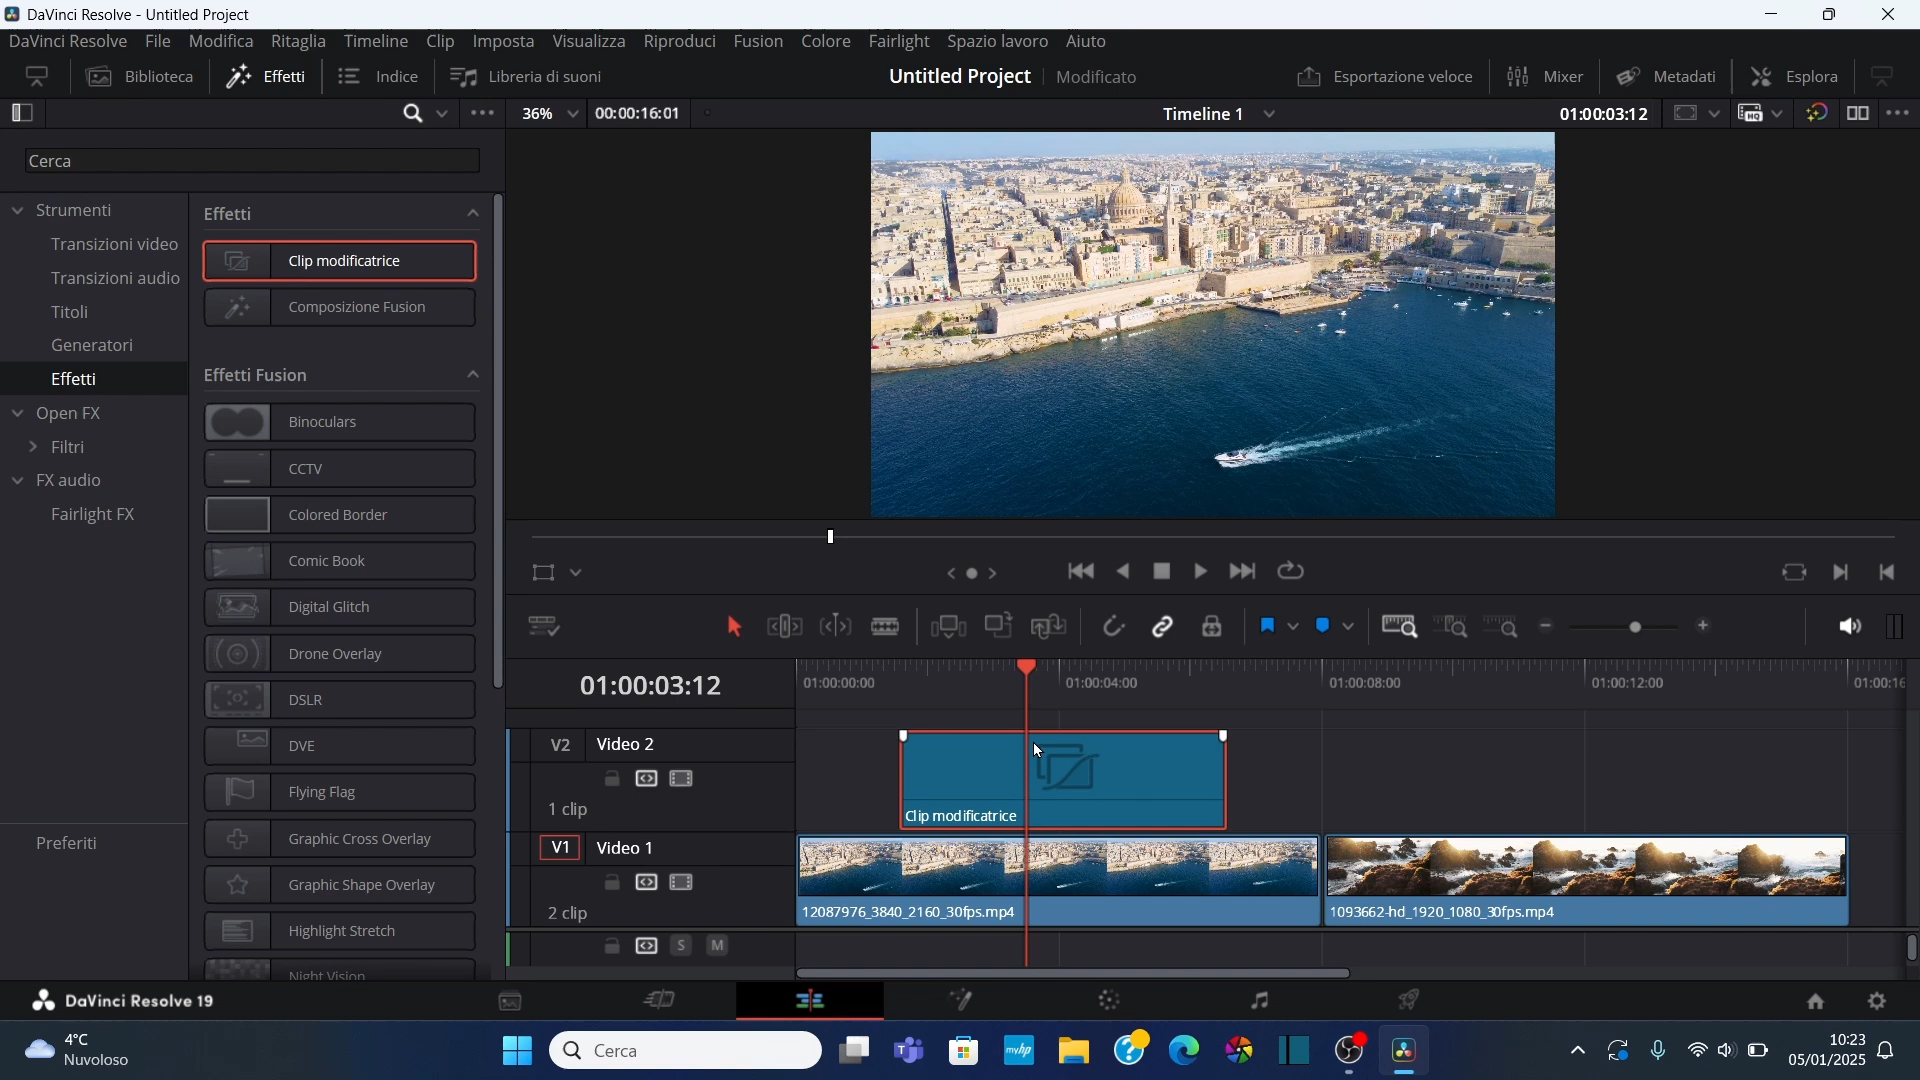 DaVinci Resolve - Untitled Project
DaVinci Resolve File Modifica Ritaglia Timeline Clip Imposta Visualizza Riproduci Fusion Colore Fairlight Spazio lavoro Aiuto
Biblioteca Effetti Indice Libreria di suoni Untitled Project Modificato Esportazione veloce Mixer Metadati Esplora
36% 00:00:16:01 Timeline 1 01:00:03:12 HQ
Cerca
Strumenti
Transizioni video
Transizioni audio
Titoli
Generatori
Effetti
Open FX
Filtri
FX audio
Fairlight FX
Preferiti
Effetti
Clip modificatrice
Composizione Fusion
Effetti Fusion
Binoculars
CCTV
Colored Border
Comic Book
Digital Glitch
Drone Overlay
DSLR
DVE
Flying Flag
Graphic Cross Overlay
Graphic Shape Overlay
Highlight Stretch
Night Vision
01:00:03:12
01:00:00:00 01:00:04:00 01:00:08:00 01:00:12:00 01:00:16
V2 Video 2
1 clip
Clip modificatrice
V1 Video 1
2 clip
12087976_3840_2160_30fps.mp4 1093662-hd_1920_1080_30fps.mp4
S M
DaVinci Resolve 19
4°C
Nuvoloso
Cerca
myhp
10:23
05/01/2025